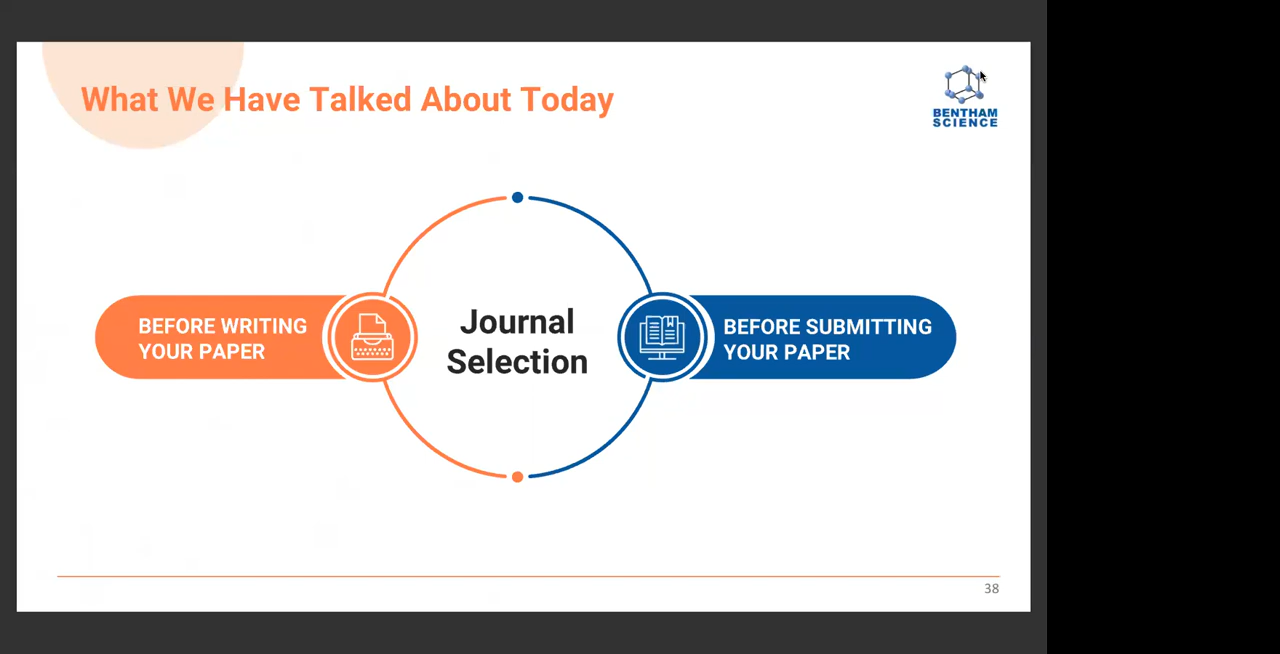 What We Have Talked About Today
BENTHAM
SCIENCE
BEFORE WRITING
YOUR PAPER
Journal
Selection
BEFORE SUBMITTING
YOUR PAPER
38